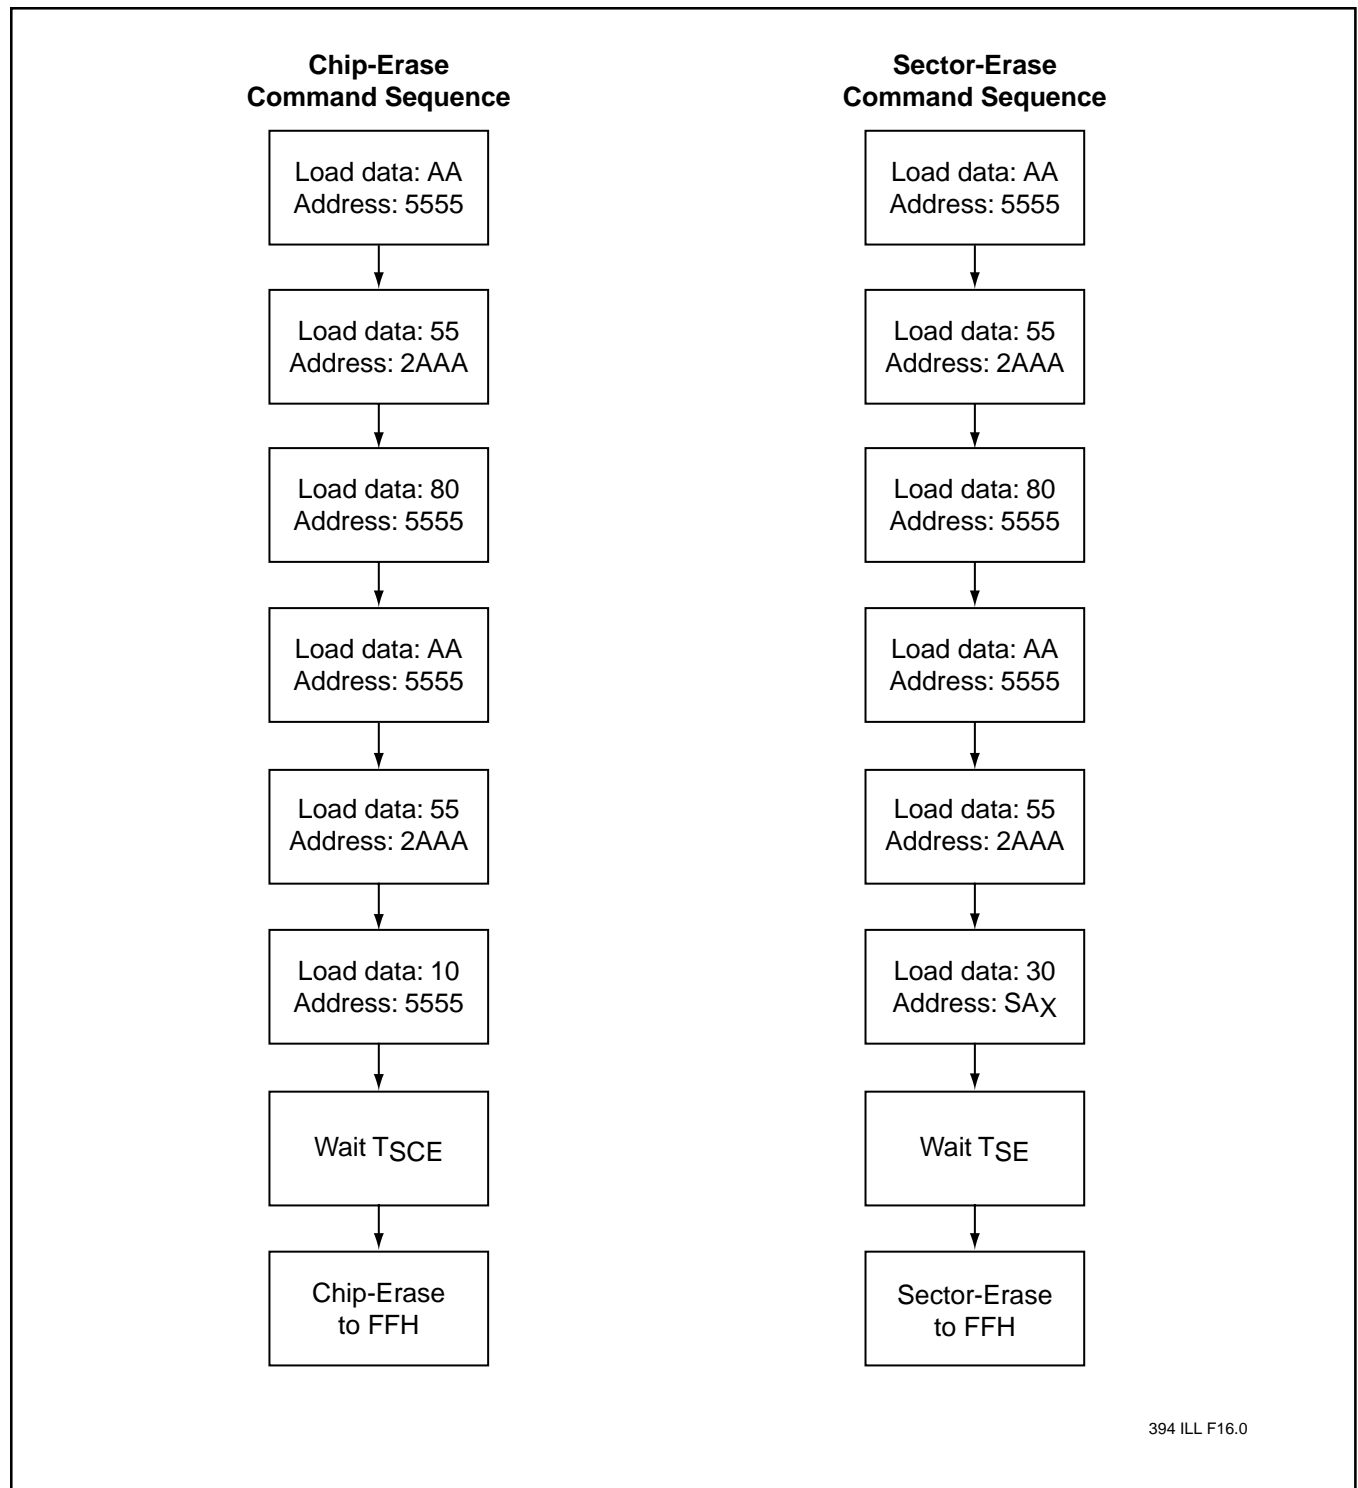 Chip-Erase
Command Sequence
Load data: AA
Address: 5555
Load data: 55
Address: 2AAA
Load data: 80
Address: 5555
Load data: AA
Address: 5555
Load data: 55
Address: 2AAA
Load data: 10
Address: 5555
Wait TSCE
Chip-Erase
to FFH
Sector-Erase
Command Sequence
Load data: AA
Address: 5555
Load data: 55
Address: 2AAA
Load data: 80
Address: 5555
Load data: AA
Address: 5555
Load data: 55
Address: 2AAA
Load data: 30
Address: SAX
Wait TSE
Sector-Erase
to FFH
394 ILL F16.0